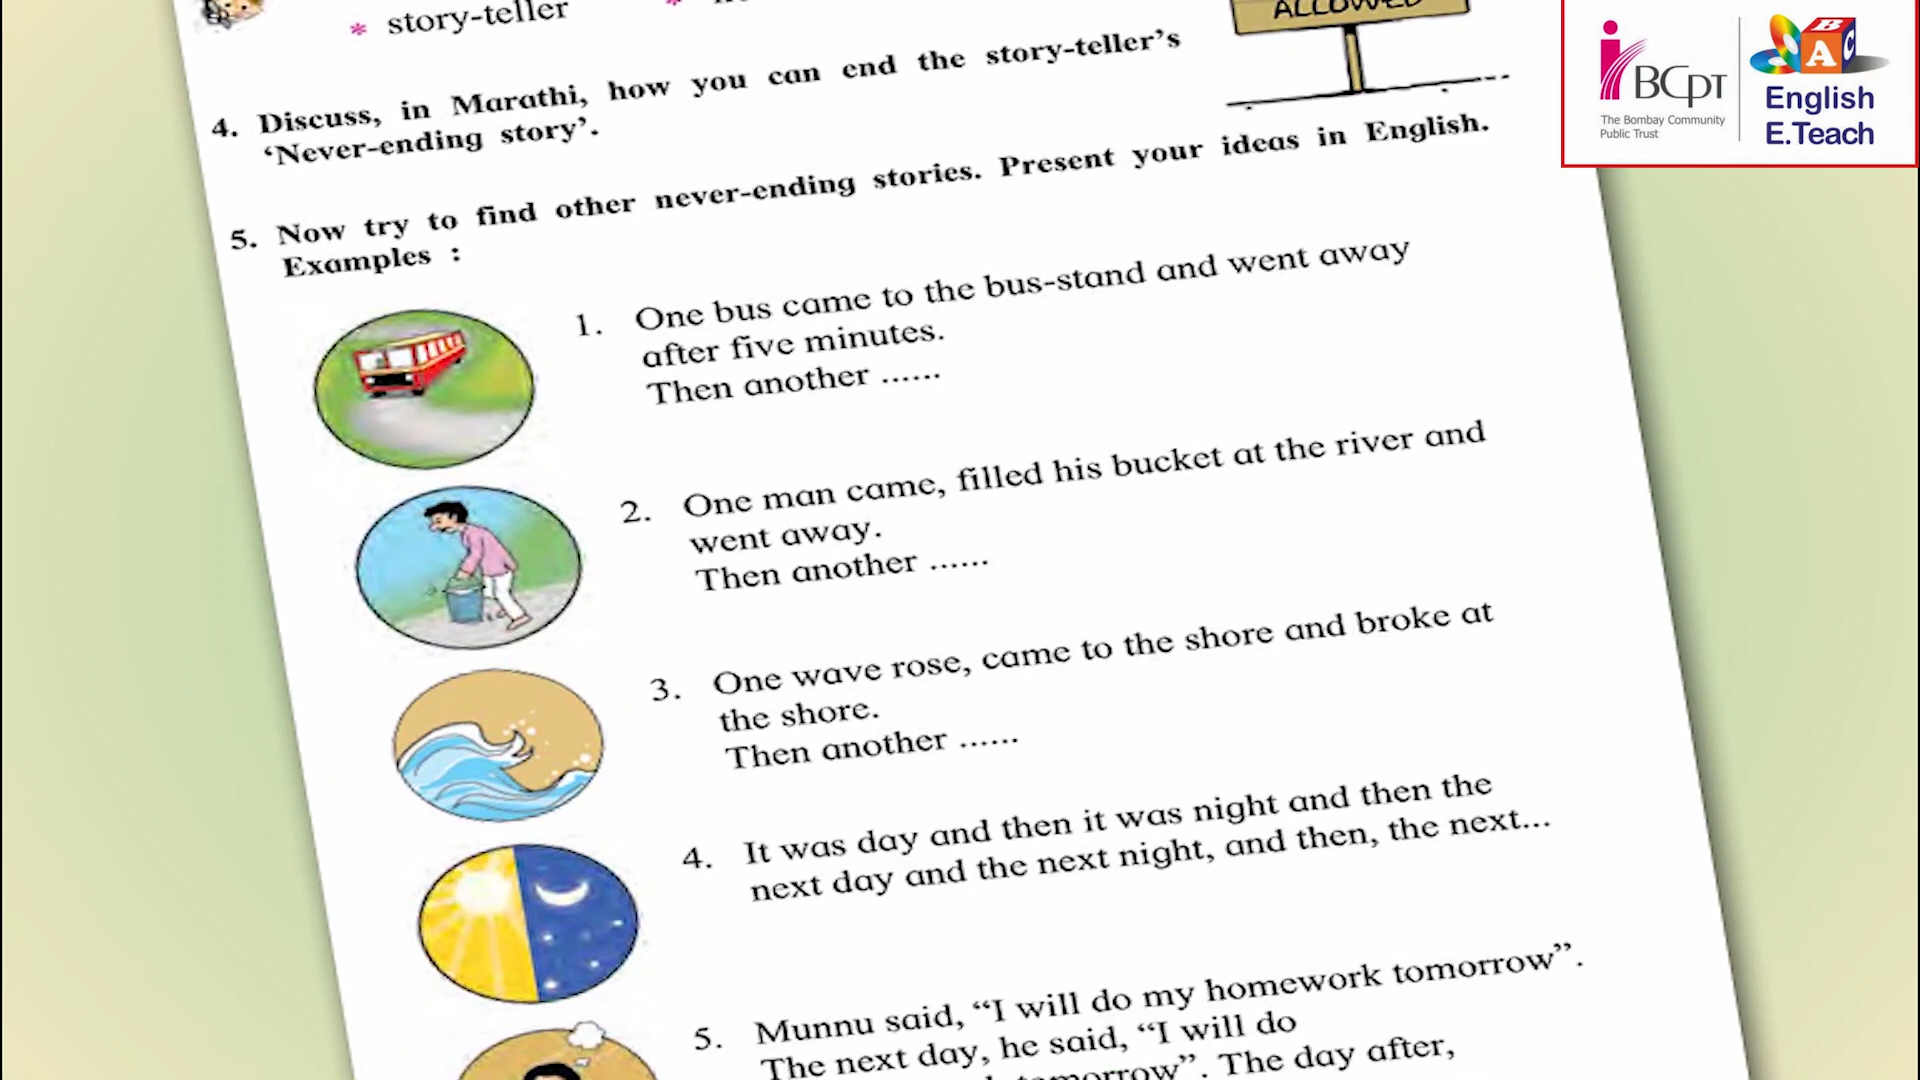 * story-teller
*
ALLOWED
4. Discuss, in Marathi, how you can end the story-teller's
'Never-ending story'.
5. Now try to find other never-ending stories. Present your ideas in English.
Examples :
1. One bus came to the bus-stand and went away
after five minutes.
Then another ......
2. One man came, filled his bucket at the river and
went away.
Then another ......
3. One wave rose, came to the shore and broke at
the shore.
Then another ......
4. It was day and then it was night and then the
next day and the next night, and then, the next...
5. Munnu said, “I will do my homework tomorrow”.
The next day, he said, “I will do
tomorrow”. The day after,
BCPT
The Bombay Community
Public Trust
A B C
English
E.Teach